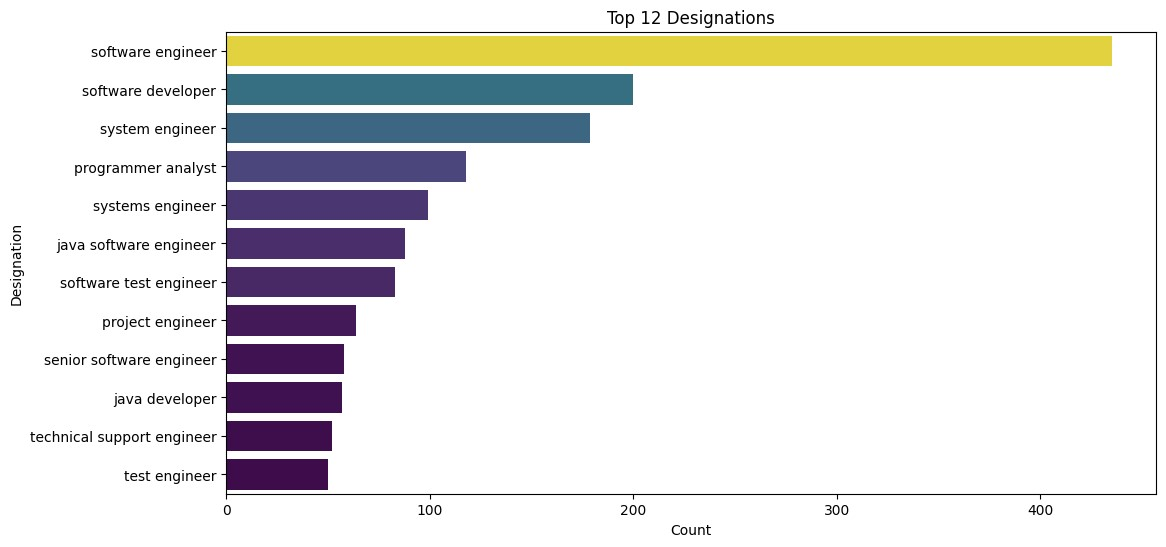 Top 12 Designations
software engineer
software developer
system engineer
programmer analyst
systems engineer
java software engineer
software test engineer
project engineer
senior software engineer
java developer
technical support engineer
test engineer
Designation
0 100 200 300 400
Count